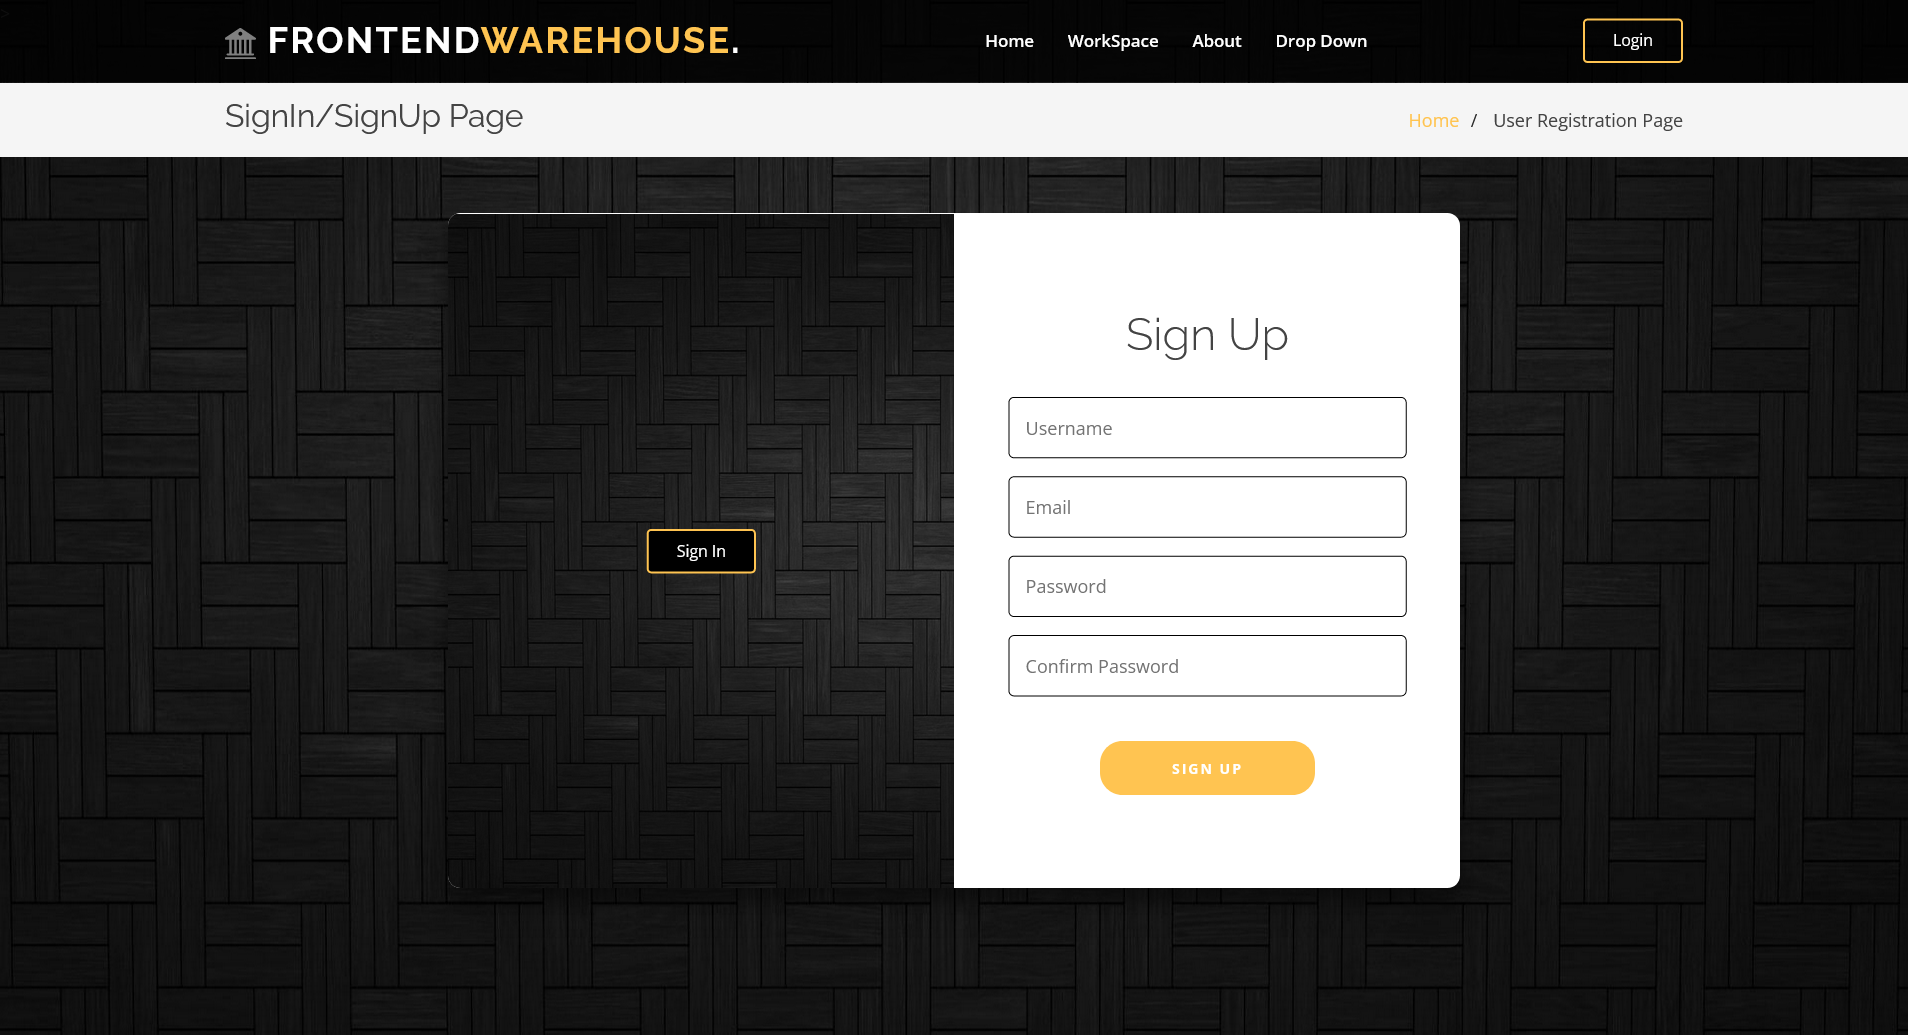 FRONTENDWAREHOUSE.
Home WorkSpace About Drop Down
Login
SignIn/SignUp Page
Home / User Registration Page
Sign In
Sign Up
Username
Email
Password
Confirm Password
SIGN UP